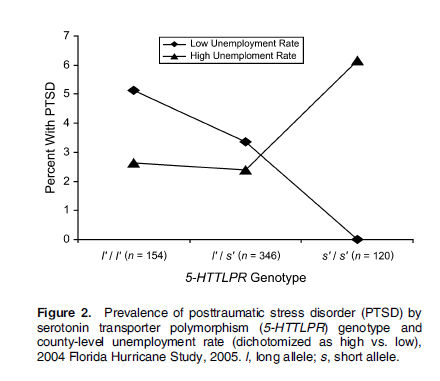 Low Unemployment Rate
High Unemploment Rate
Percent With PTSD
7
6
5
4
3
2
1
0
l′ / l′ (n = 154)
l′ / s′ (n = 346)
s′ / s′ (n = 120)
5-HTTLPR Genotype
Figure 2. Prevalence of posttraumatic stress disorder (PTSD) by
serotonin transporter polymorphism (5-HTTLPR) genotype and
county-level unemployment rate (dichotomized as high vs. low),
2004 Florida Hurricane Study, 2005. l, long allele; s, short allele.